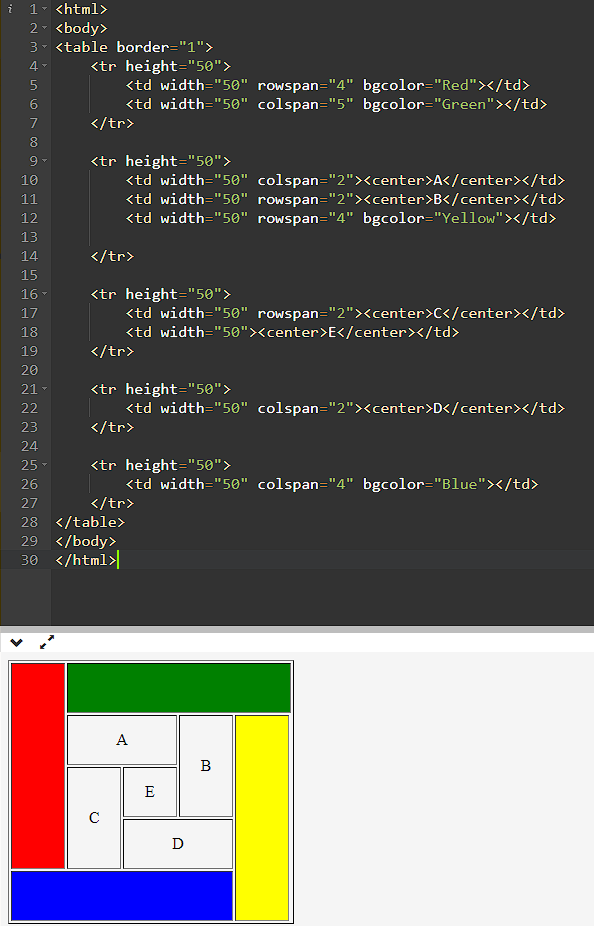 i 1 <html>
2 <body>
3 <table border="1">
4 <tr height="50">
5 <td width="50" rowspan="4" bgcolor="Red"></td>
6 <td width="50" colspan="5" bgcolor="Green"></td>
7 </tr>
8
9 <tr height="50">
10 <td width="50" colspan="2"><center>A</center></td>
11 <td width="50" rowspan="2"><center>B</center></td>
12 <td width="50" rowspan="4" bgcolor="Yellow"></td>
13
14 </tr>
15
16 <tr height="50">
17 <td width="50" rowspan="2"><center>C</center></td>
18 <td width="50"><center>E</center></td>
19 </tr>
20
21 <tr height="50">
22 <td width="50" colspan="2"><center>D</center></td>
23 </tr>
24
25 <tr height="50">
26 <td width="50" colspan="4" bgcolor="Blue"></td>
27 </tr>
28 </table>
29 </body>
30 </html>
A
B
E
C
D